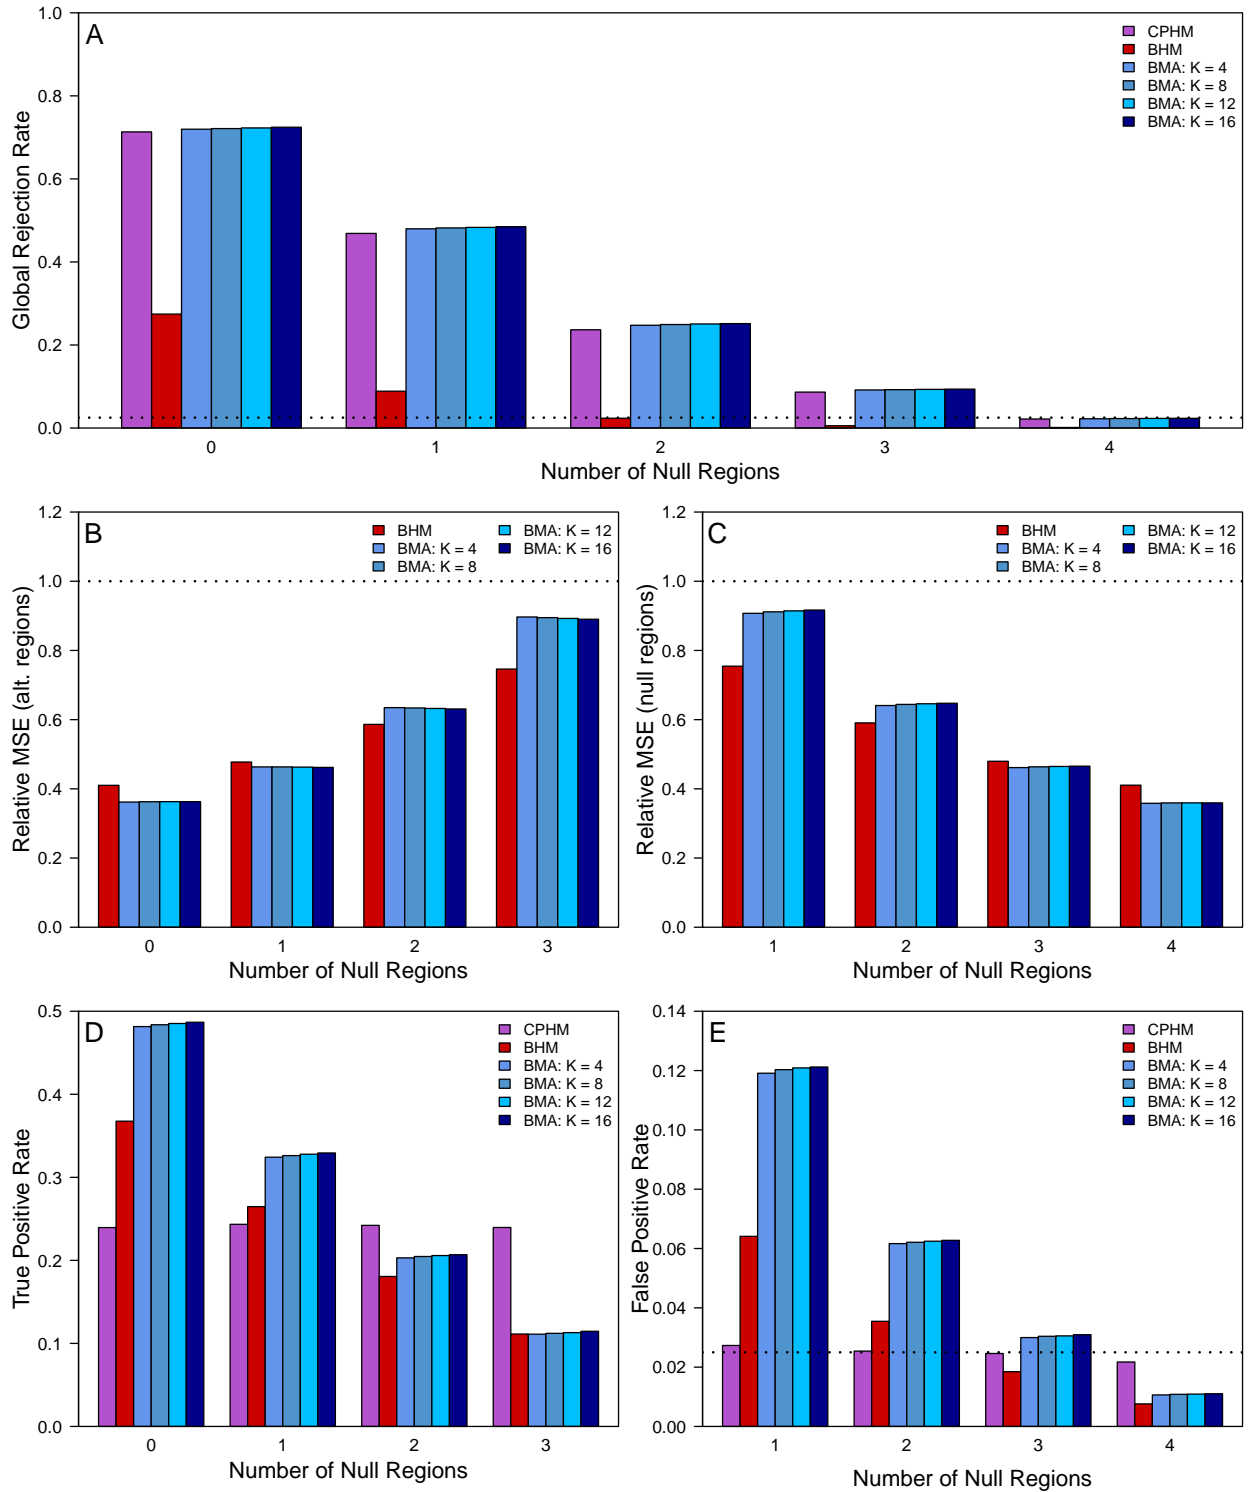 A
1.0
0.8
0.6
0.4
0.2
0.0
Global Rejection Rate
CPHM
BHM
BMA: K = 4
BMA: K = 8
BMA: K = 12
BMA: K = 16
0 1 2 3 4
Number of Null Regions
B
1.2
1.0
0.8
0.6
0.4
0.2
0.0
Relative MSE (alt. regions)
BHM
BMA: K = 4
BMA: K = 8
BMA: K = 12
BMA: K = 16
0 1 2 3
Number of Null Regions
C
1.2
1.0
0.8
0.6
0.4
0.2
0.0
Relative MSE (null regions)
BHM
BMA: K = 4
BMA: K = 8
BMA: K = 12
BMA: K = 16
1 2 3 4
Number of Null Regions
D
0.5
0.4
0.3
0.2
0.1
0.0
True Positive Rate
CPHM
BHM
BMA: K = 4
BMA: K = 8
BMA: K = 12
BMA: K = 16
0 1 2 3
Number of Null Regions
E
0.14
0.12
0.10
0.08
0.06
0.04
0.02
0.00
False Positive Rate
CPHM
BHM
BMA: K = 4
BMA: K = 8
BMA: K = 12
BMA: K = 16
1 2 3 4
Number of Null Regions